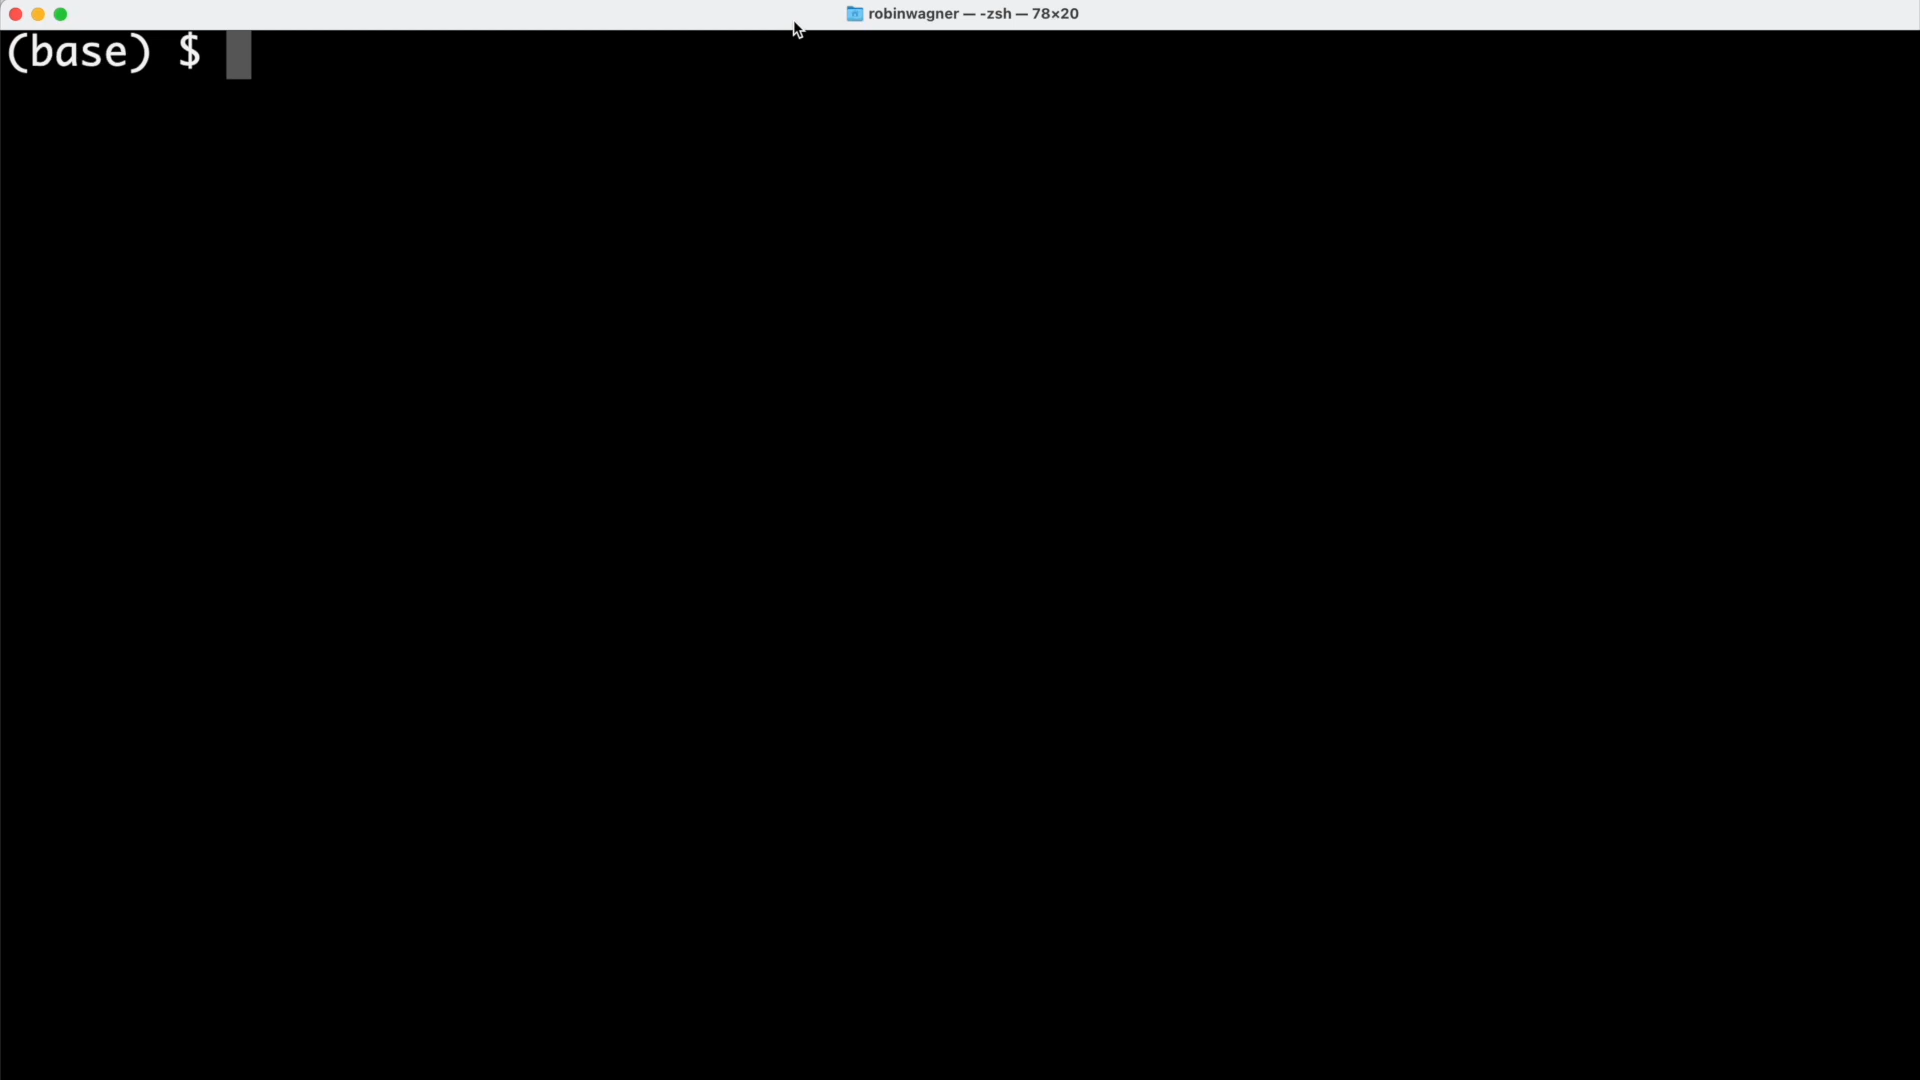 robinwagner — -zsh — 78×20
(base) $